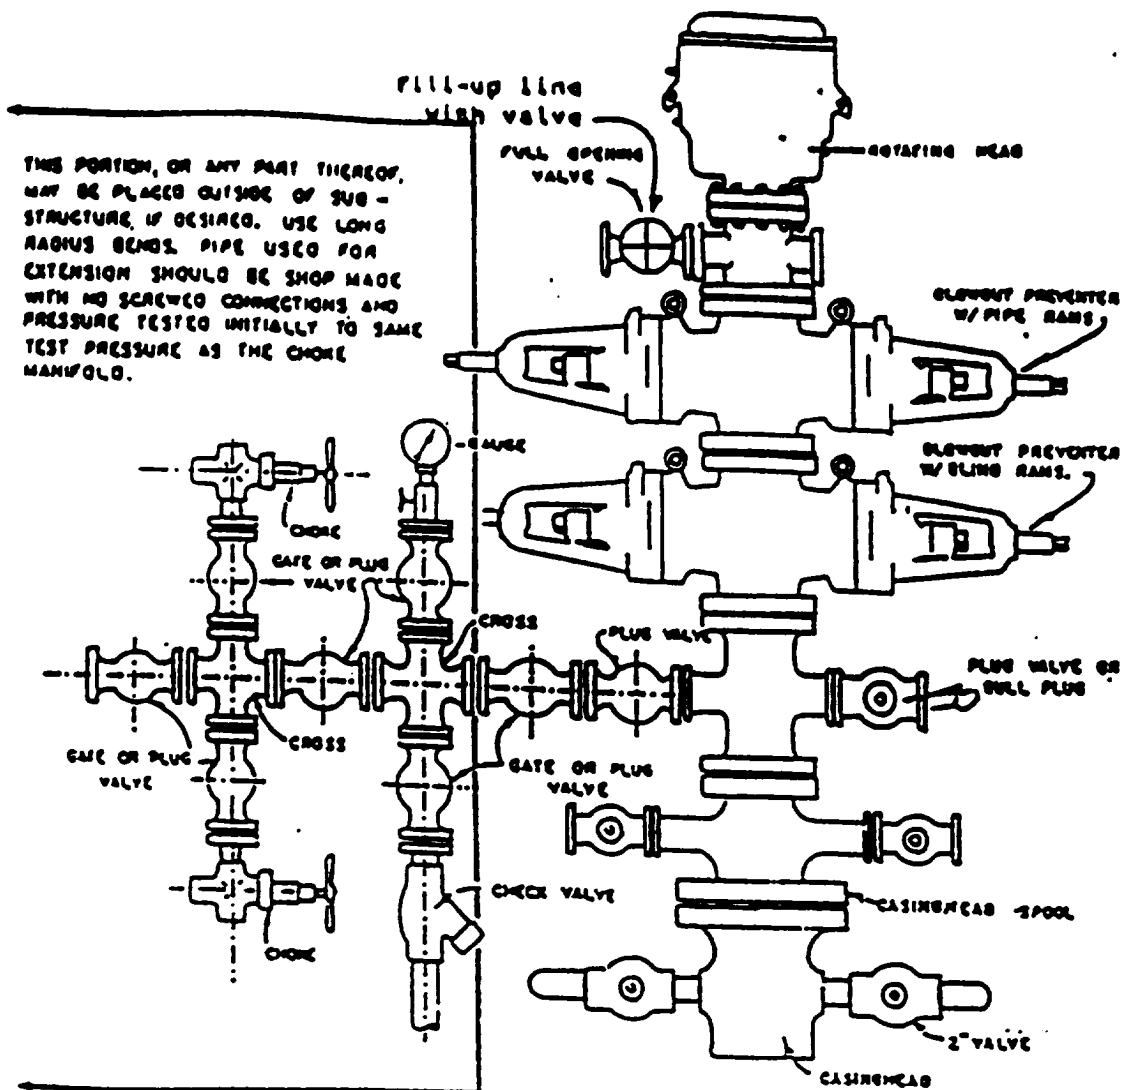 Fill-up line
with valve
FULL OPENING
VALVE
ROTATING HEAD
THIS PORTION, OR ANY PART THEREOF,
MAY BE PLACED OUTSIDE OF SUB-
STRUCTURE, IF DESIRED. USE LONG
RADIUS BENDS. PIPE USED FOR
EXTENSION SHOULD BE SHOP MADE
WITH NO SCREWED CONNECTIONS AND
PRESSURE TESTED INITIALLY TO SAME
TEST PRESSURE AS THE CHOKE
MANIFOLD.
BLOWOUT PREVENTER
W/ PIPE RAMS.
GAUGE
BLOWOUT PREVENTER
W/ BLIND RAMS.
CHOKE
GATE OR PLUG
VALVE
CROSS
PLUG VALVE
PLUG VALVE OR
BULL PLUG
CROSS
GATE OR PLUG
VALVE
GATE OR PLUG
VALVE
CHECK VALVE
CASINGHEAD SPOOL
CHOKE
2" VALVE
CASINGHEAD